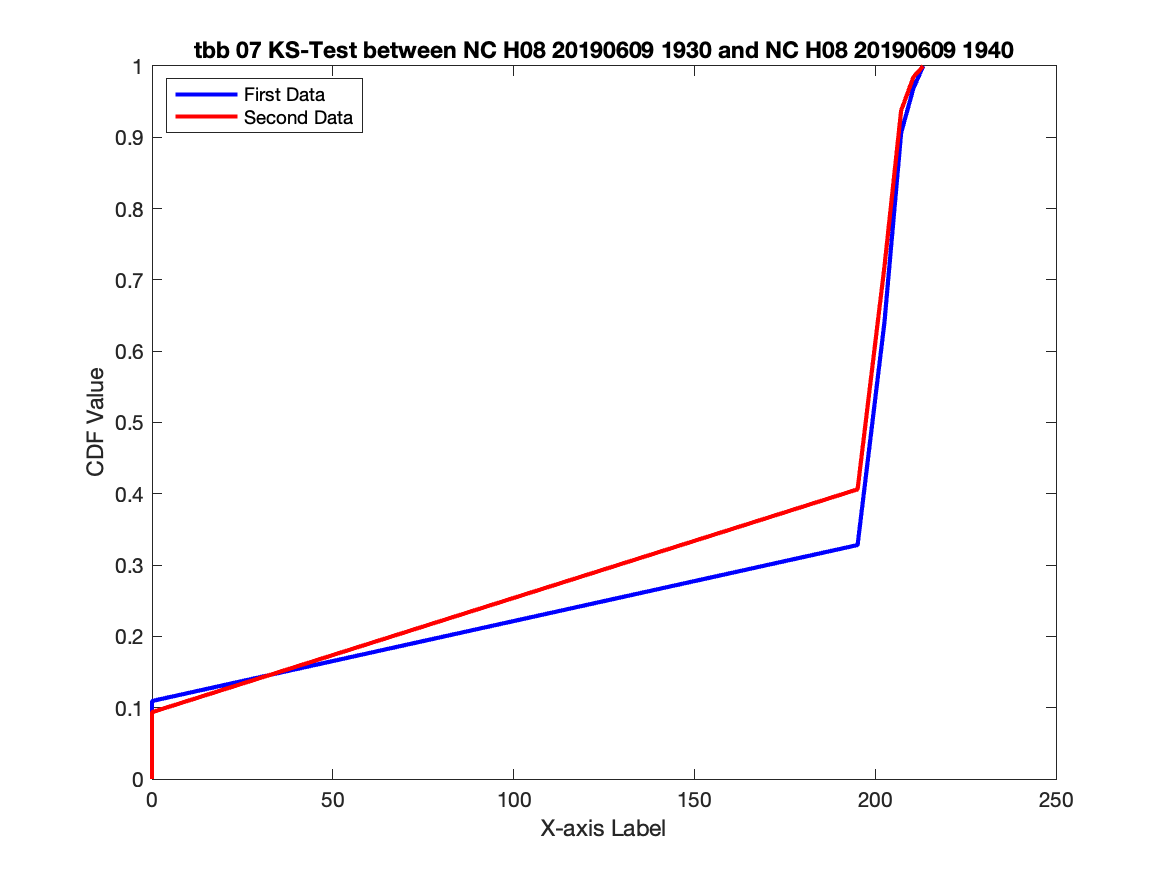 tbb 07 KS-Test between NC H08 20190609 1930 and NC H08 20190609 1940
First Data
Second Data
1
0.9
0.8
0.7
0.6
0.5
0.4
0.3
0.2
0.1
0
CDF Value
0 50 100 150 200 250
X-axis Label